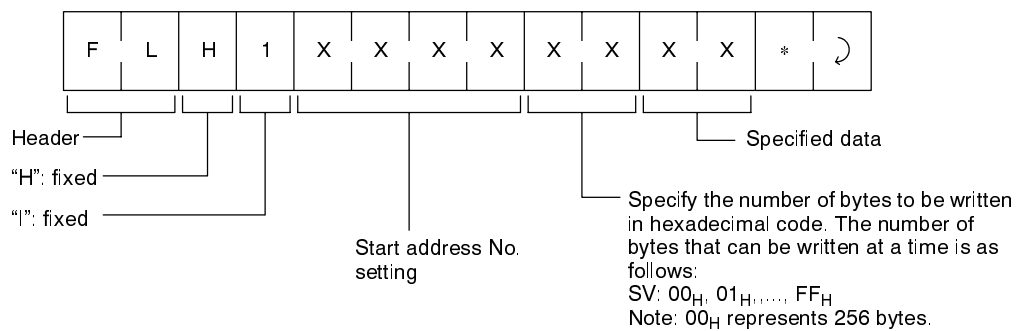 F L H 1 X X X X X X X X * ⤸
Header
Specified data
“H”: fixed
Specify the number of bytes to be written
in hexadecimal code. The number of
bytes that can be written at a time is as
follows:
SV: 00H, 01H,,..., FFH
Note: 00H represents 256 bytes.
“I”: fixed
Start address No.
setting